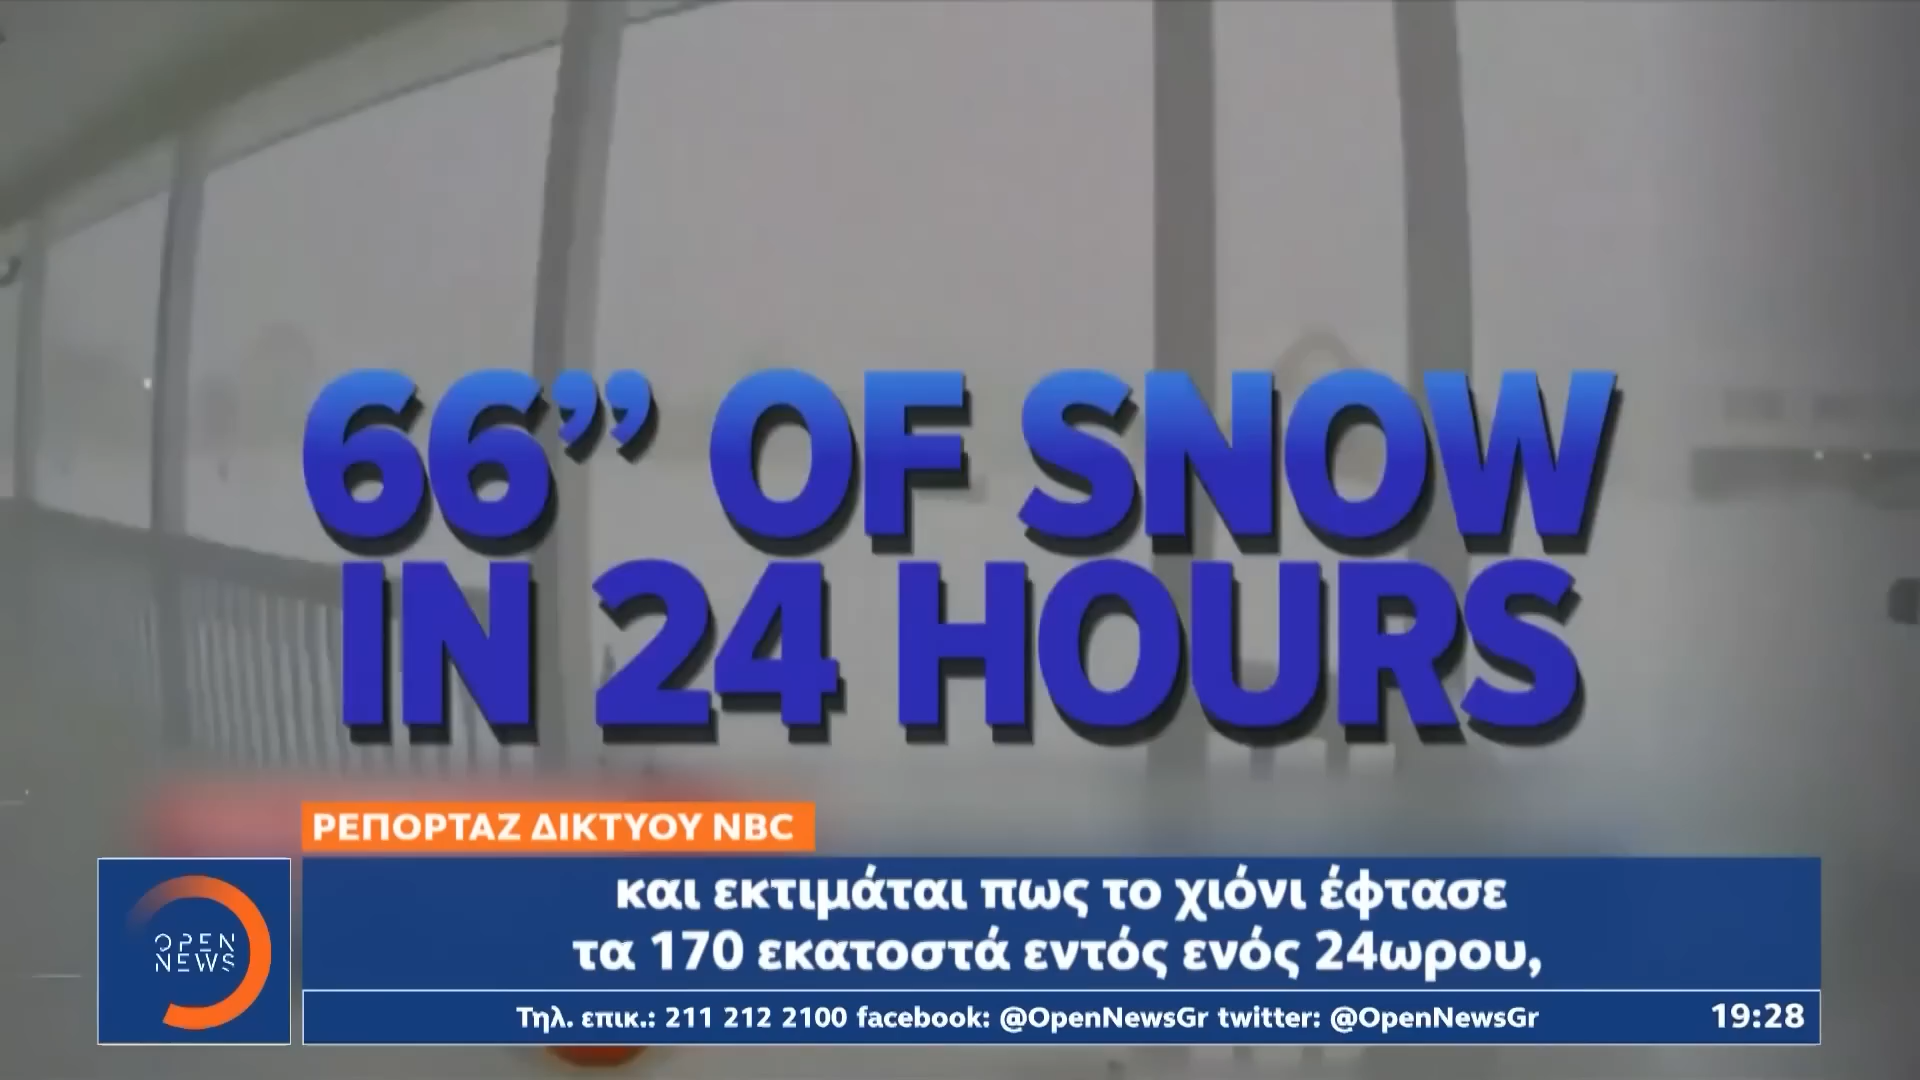 66” OF SNOW
IN 24 HOURS
ΡΕΠΟΡΤΑΖ ΔΙΚΤΥΟΥ NBC
και εκτιμάται πως το χιόνι έφτασε
τα 170 εκατοστά εντός ενός 24ωρου,
OPEN
NEWS
Τηλ. επικ.: 211 212 2100 facebook: @OpenNewsGr twitter: @OpenNewsGr
19:28